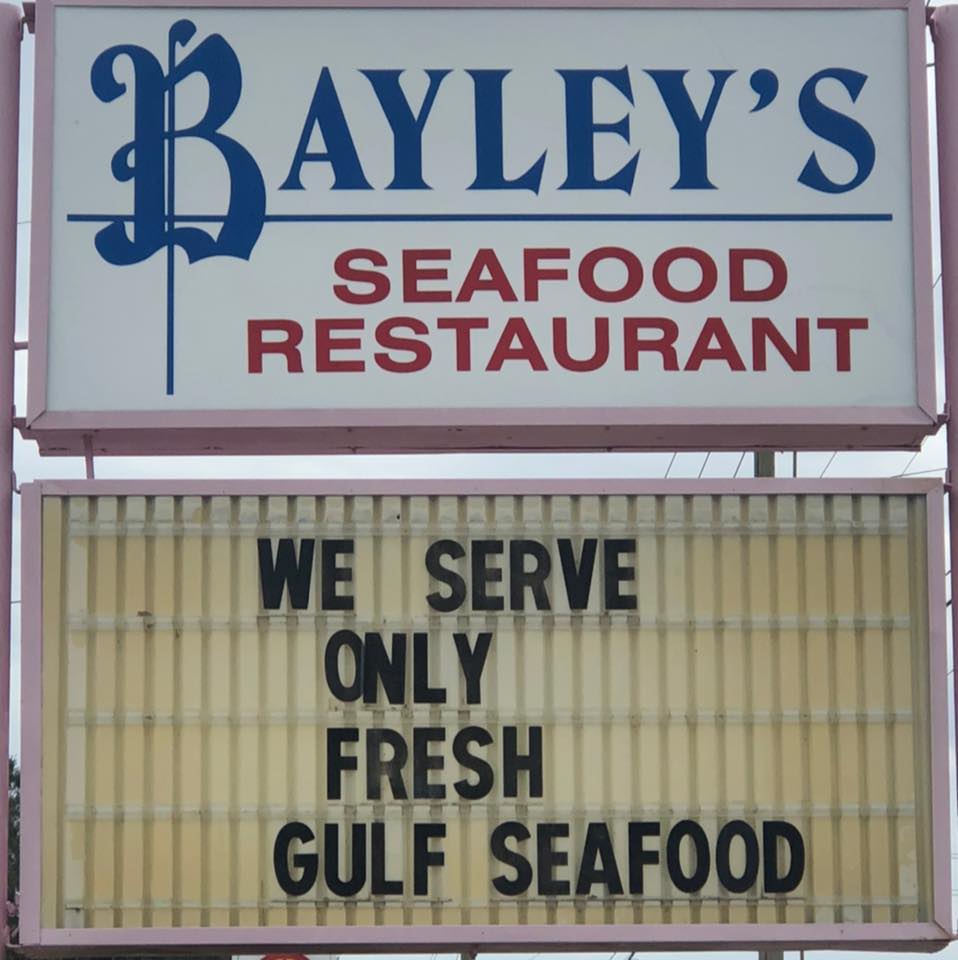 BAYLEY'S
SEAFOOD
RESTAURANT
WE SERVE
ONLY
FRESH
GULF SEAFOOD